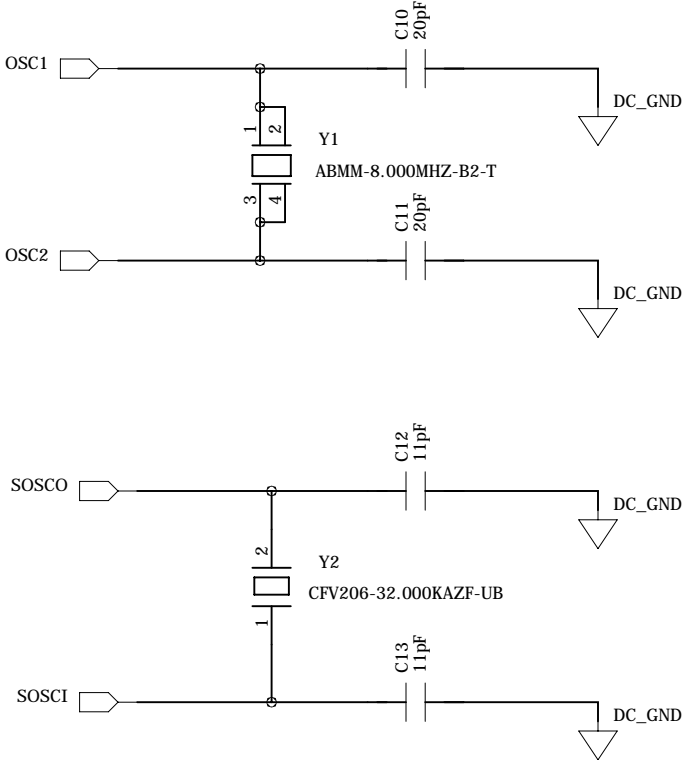 C10
20pF
OSC1
DC_GND
1
2
Y1
ABMM-8.000MHZ-B2-T
3
4
C11
20pF
OSC2
DC_GND
C12
11pF
SOSCO
DC_GND
2
Y2
CFV206-32.000KAZF-UB
1
C13
11pF
SOSCI
DC_GND